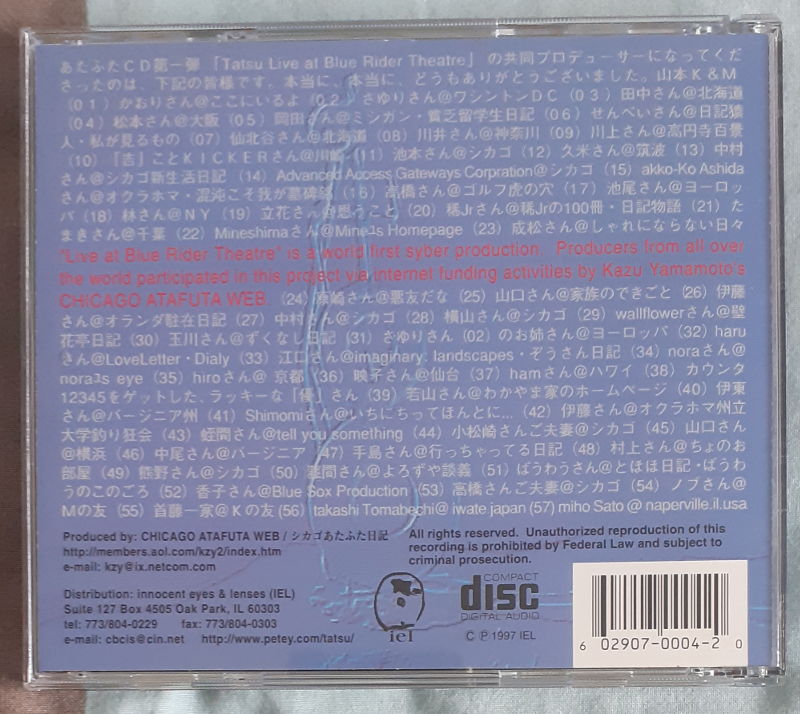 あたふたCD第一弾 「Tatsu Live at Blue Rider Theatre」 の共同プロデューサーになってくだ
さったのは、下記の皆様です。本当に、本当に、どうもありがとうございました。山本K&M
(01) かおりさん@ここにいるよ (02) さゆりさん@ワシントンDC (03) 田中さん@北海道
(04) 松本さん@大阪 (05) 岡田さん@ミシガン・貧乏留学生日記 (06) せんべいさん@日記猿
人・私が見るもの (07) 仙北谷さん@北海道 (08) 川井さん@神奈川 (09) 川上さん@高円寺百景
(10) 「吉」ことKICKERさん@川崎 (11) 池本さん@シカゴ (12) 久米さん@筑波 (13) 中村
さん@シカゴ新生活日記 (14) Advanced Access Gateways Corpration@シカゴ (15) akko-Ko Ashida
さん@オクラホマ・混沌こそ我が墓碑銘 (16) 高橋さん@ゴルフ虎の穴 (17) 池尾さん@ヨーロッ
パ (18) 林さん@NY (19) 立花さん@思うこと (20) 稀Jrさん@稀Jrの100冊・日記物語 (21) た
まきさん@千葉 (22) Mineshimaさん@Mine's Homepage (23) 成松さん@しゃれにならない日々
"Live at Blue Rider Theatre" is a world first syber production. Producers from all over
the world participated in this project via internet funding activities by Kazu Yamamoto's
CHICAGO ATAFUTA WEB. (24) 京崎さん@悪友だな (25) 山口さん@家族のできごと (26) 伊藤
さん@オランダ駐在日記 (27) 中村さん@シカゴ (28) 横山さん@シカゴ (29) wallflowerさん@壁
花亭日記 (30) 玉川さん@ずくなし日記 (31) さゆりさん (02) のお姉さん@ヨーロッパ (32) haru
さん@LoveLetter・Dialy (33) 江口さん@imaginary landscapes・ぞうさん日記 (34) noraさん@
nora's eye (35) hiroさん@ 京都 (36) 映子さん@仙台 (37) hamさん@ハワイ (38) カウンタ
12345をゲットした、ラッキーな「優」さん (39) 若山さん@わかやま家のホームページ (40) 伊東
さん@バージニア州 (41) Shimomiさん@いちにちってほんとに... (42) 伊藤さん@オクラホマ州立
大学釣り狂会 (43) 蛭間さん@tell you something (44) 小松崎さんご夫妻@シカゴ (45) 山口さん
@横浜 (46) 中尾さん@バージニア (47) 手島さん@行っちゃってる日記 (48) 村上さん@ちょのお
部屋 (49) 熊野さん@シカゴ (50) 間さん@よろずや談義 (51) ばうわうさん@とほほ日記・ばうわ
うのこのごろ (52) 香子さん@Blue Sox Production (53) 高橋さんご夫妻@シカゴ (54) ノブさん@
Mの友 (55) 首藤一家@Kの友 (56) takashi Tomabechi@ iwate japan (57) miho Sato @ naperville.il.usa
Produced by: CHICAGO ATAFUTA WEB / シカゴあたふた日記
http://members.aol.com/kzy2/index.htm
e-mail: kzy@ix.netcom.com
All rights reserved. Unauthorized reproduction of this
recording is prohibited by Federal Law and subject to
criminal prosecution.
Distribution: innocent eyes & lenses (IEL)
Suite 127 Box 4505 Oak Park, IL 60303
tel: 773/804-0229 fax: 773/804-0303
e-mail: cbcis@cin.net http://www.petey.com/tatsu/
iel
COMPACT
disc
DIGITAL AUDIO
© ℗ 1997 IEL
6 02907-0004-2 0